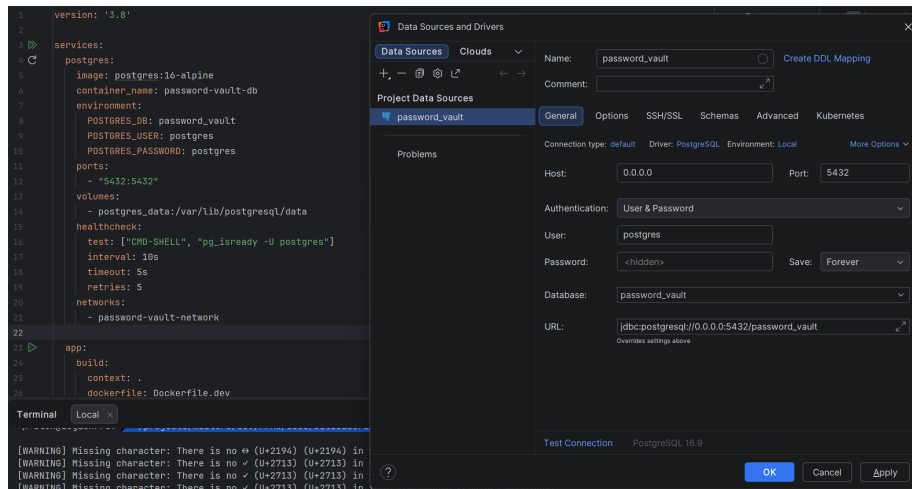 1 version: '3.8'
2
3 services:
4 postgres:
5 image: postgres:16-alpine
6 container_name: password-vault-db
7 environment:
8 POSTGRES_DB: password_vault
9 POSTGRES_USER: postgres
10 POSTGRES_PASSWORD: postgres
11 ports:
12 - "5432:5432"
13 volumes:
14 - postgres_data:/var/lib/postgresql/data
15 healthcheck:
16 test: ["CMD-SHELL", "pg_isready -U postgres"]
17 interval: 10s
18 timeout: 5s
19 retries: 5
20 networks:
21 - password-vault-network
22
23 app:
24 build:
25 context: .
26 dockerfile: Dockerfile.dev
Terminal Local ×
[WARNING] Missing character: There is no ↔ (U+2194) (U+2194) in
[WARNING] Missing character: There is no ✓ (U+2713) (U+2713) in
[WARNING] Missing character: There is no ✓ (U+2713) (U+2713) in
[WARNING] Missing character: There is no ✓ (U+2713) (U+2713) in
Data Sources and Drivers
Data Sources Clouds
Project Data Sources
password_vault
Problems
Name: password_vault Create DDL Mapping
Comment:
General Options SSH/SSL Schemas Advanced Kubernetes
Connection type: default Driver: PostgreSQL Environment: Local More Options
Host: 0.0.0.0 Port: 5432
Authentication: User & Password
User: postgres
Password: <hidden> Save: Forever
Database: password_vault
URL: jdbc:postgresql://0.0.0.0:5432/password_vault
Overrides settings above
Test Connection PostgreSQL 16.9
? OK Cancel Apply